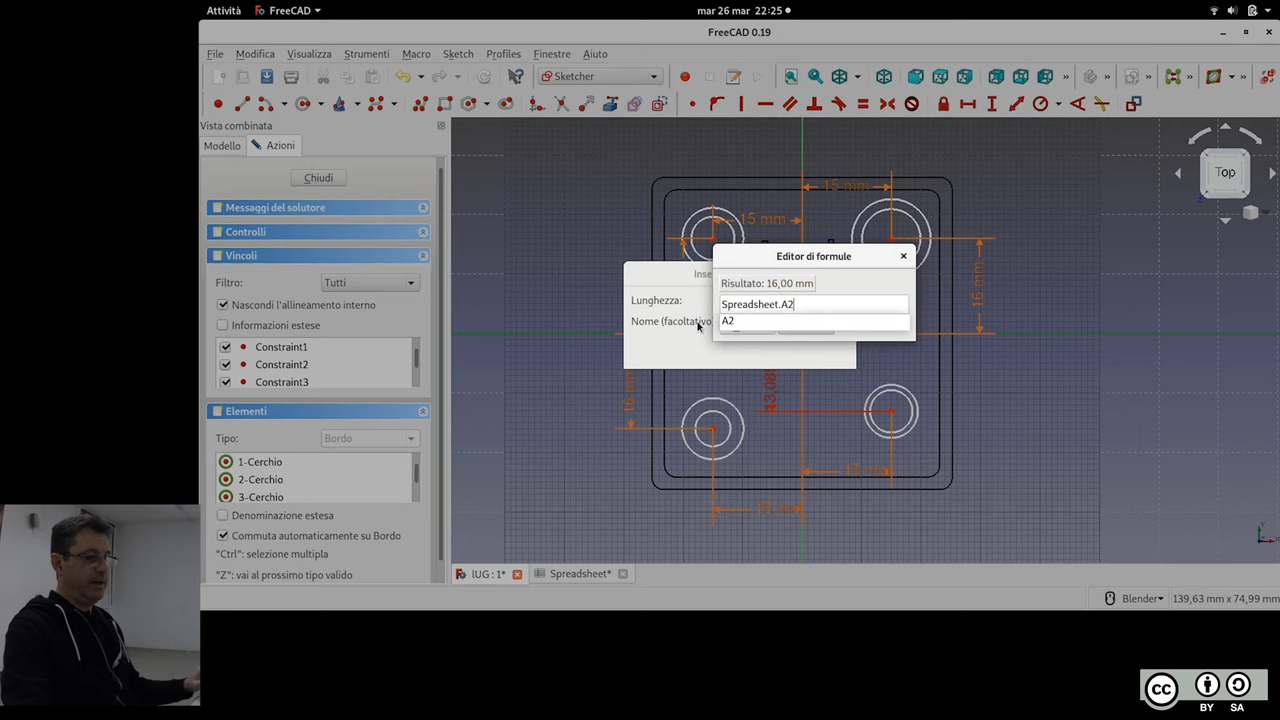 Attività
FreeCAD
mar 26 mar 22:25
FreeCAD 0.19
File Modifica Visualizza Strumenti Macro Sketch Profiles Finestre Aiuto
Sketcher
Vista combinata
Modello Azioni
Chiudi
Messaggi del solutore
Controlli
Vincoli
Filtro: Tutti
Nascondi l'allineamento interno
Informazioni estese
Constraint1
Constraint2
Constraint3
Elementi
Tipo: Bordo
1-Cerchio
2-Cerchio
3-Cerchio
Denominazione estesa
Commuta automaticamente su Bordo
"Ctrl": selezione multipla
"Z": vai al prossimo tipo valido
15 mm
15 mm
16 mm
16 mm
Top
Z
Editor di formule
Risultato: 16,00 mm
Spreadsheet.A2
A2
Lunghezza:
Nome (facoltativo
lUG : 1*
Spreadsheet*
Blender
139,63 mm x 74,99 mm
CC
BY SA